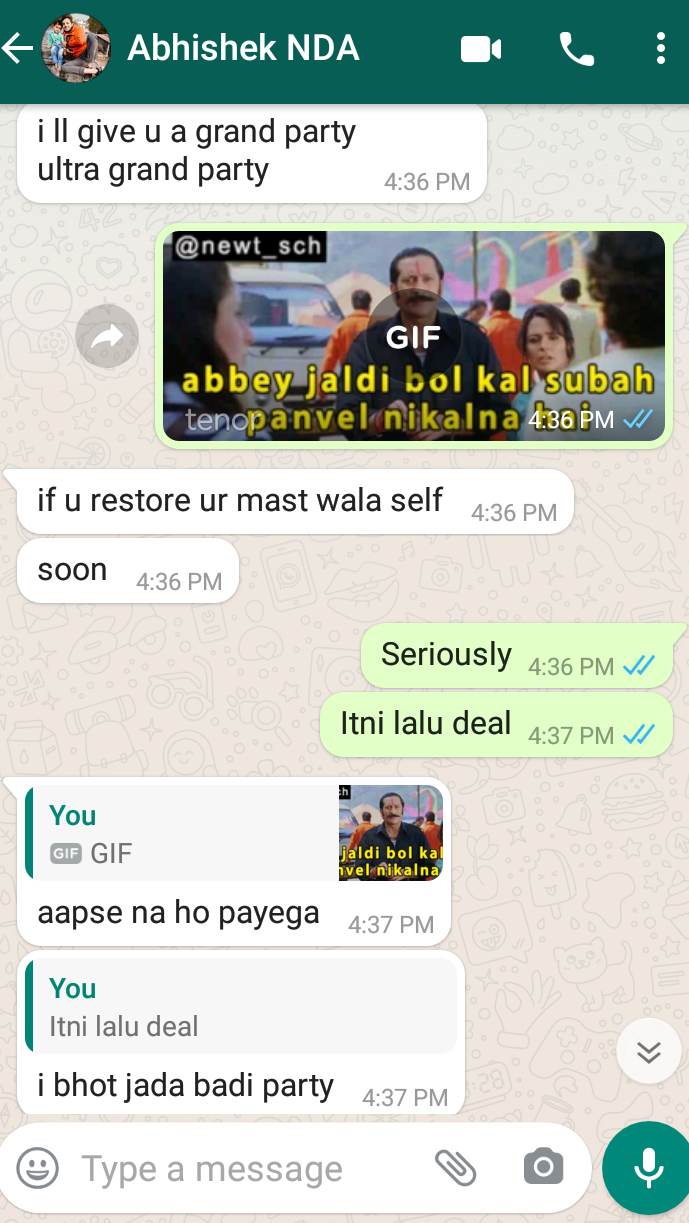 Abhishek NDA
i ll give u a grand party
ultra grand party
4:36 PM
@newt_sch
GIF
abbey jaldi bol kal subah
panvel nikalna hai
tenor
4:36 PM
if u restore ur mast wala self
4:36 PM
soon
4:36 PM
Seriously
4:36 PM
Itni lalu deal
4:37 PM
You
GIF GIF
ch
jaldi bol kal
nvel nikalna
aapse na ho payega
4:37 PM
You
Itni lalu deal
i bhot jada badi party
4:37 PM
Type a message